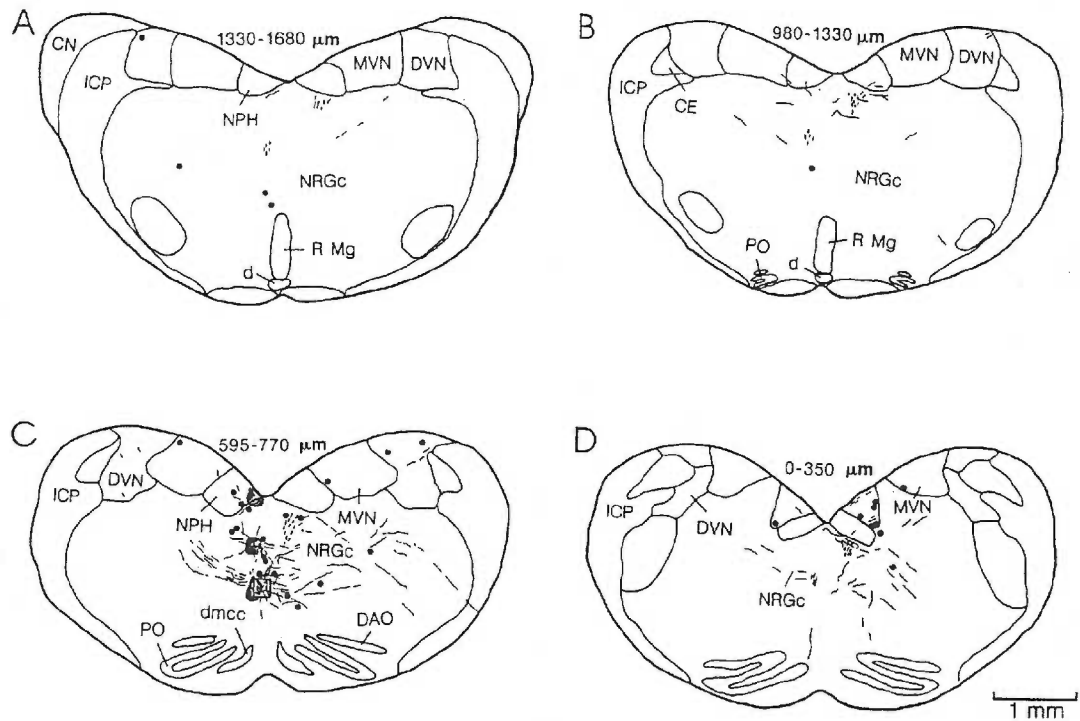 A
1330-1680 μm
CN
ICP
MVN
DVN
NPH
NRGc
R Mg
d
B
980-1330 μm
ICP
CE
MVN
DVN
NRGc
PO
R Mg
d
C
595-770 μm
ICP
DVN
NPH
MVN
NRGc
dmcc
PO
DAO
D
0-350 μm
ICP
DVN
MVN
NRGc
1 mm